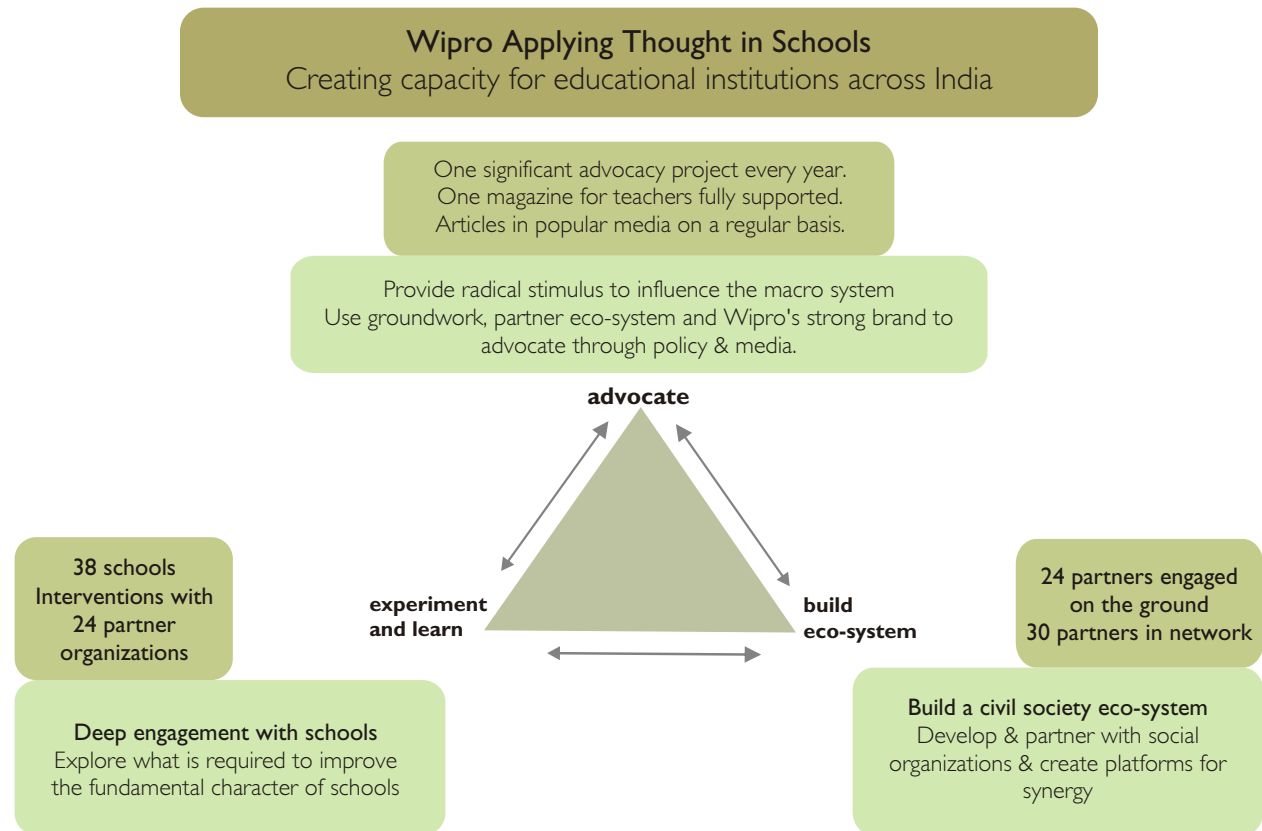 Wipro Applying Thought in Schools
Creating capacity for educational institutions across India
One significant advocacy project every year.
One magazine for teachers fully supported.
Articles in popular media on a regular basis.
Provide radical stimulus to influence the macro system
Use groundwork, partner eco-system and Wipro's strong brand to
advocate through policy & media.
advocate
experiment
and learn
build
eco-system
38 schools
Interventions with
24 partner
organizations
Deep engagement with schools
Explore what is required to improve
the fundamental character of schools
24 partners engaged
on the ground
30 partners in network
Build a civil society eco-system
Develop & partner with social
organizations & create platforms for
synergy